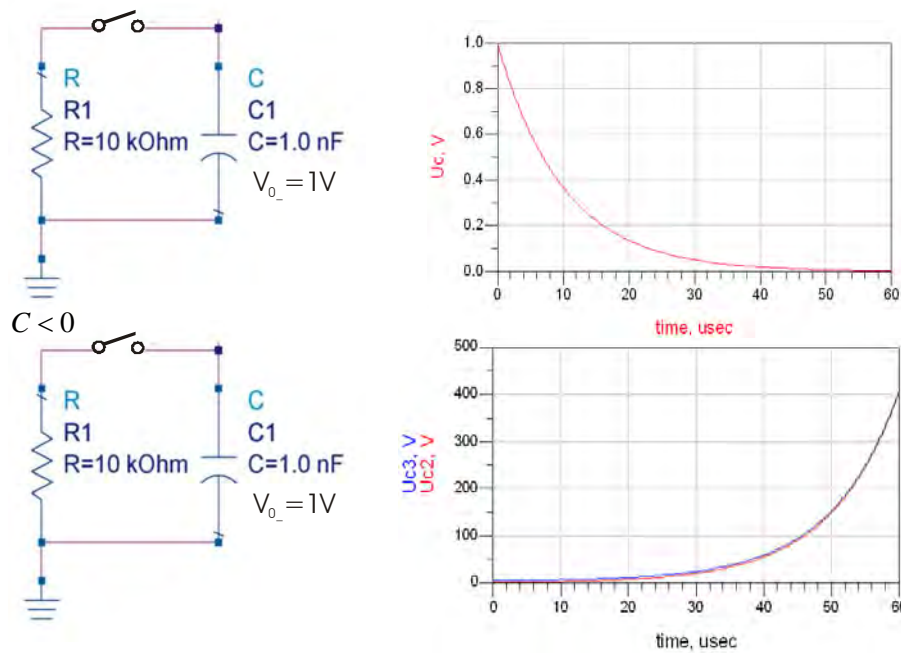 R
R1
R=10 kOhm
C
C1
C=1.0 nF
V₀₋ = 1V
Uc, V
1.0
0.8
0.6
0.4
0.2
0.0
0 10 20 30 40 50 60
time, usec
C < 0
R
R1
R=10 kOhm
C
C1
C=1.0 nF
V₀₋ = 1V
Uc3, V
Uc2, V
500
400
300
200
100
0
0 10 20 30 40 50 60
time, usec